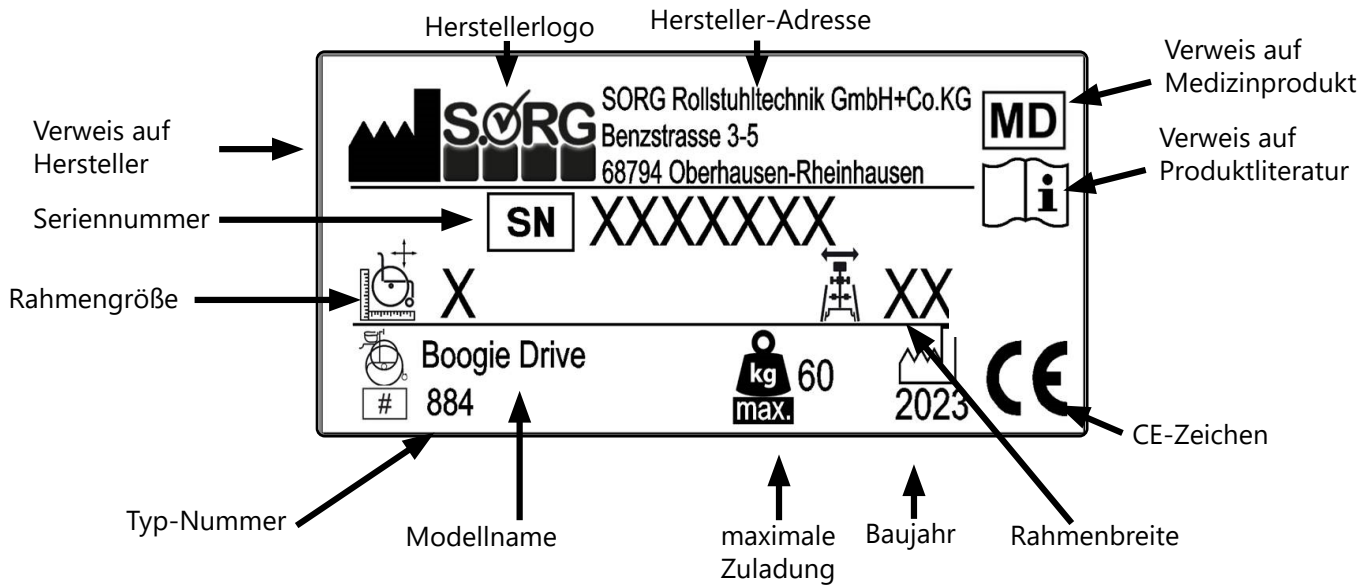 Herstellerlogo
Hersteller-Adresse
Verweis auf
Medizinprodukt
Verweis auf
Produktliteratur
Verweis auf
Hersteller
Seriennummer
Rahmengröße
S.ORG
SORG Rollstuhltechnik GmbH+Co.KG
Benzstrasse 3-5
68794 Oberhausen-Rheinhausen
MD
i
SN XXXXXXX
X
XX
Boogie Drive
# 884
kg 60
max.
2023
CE
CE-Zeichen
Typ-Nummer
Modellname
maximale
Zuladung
Baujahr
Rahmenbreite